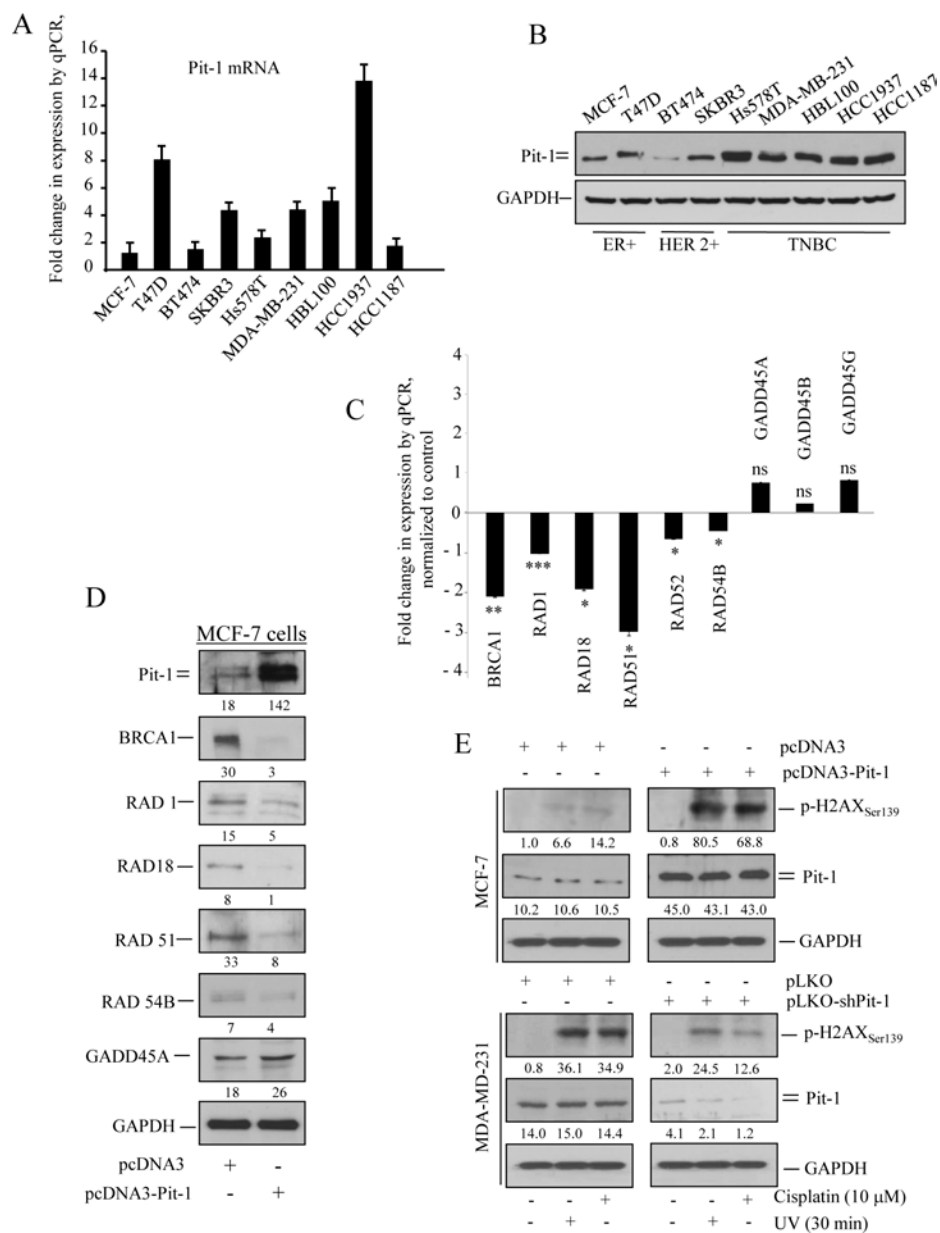 A
Fold change in expression by qPCR,
16
14
12
10
8
6
4
2
0
Pit-1 mRNA
MCF-7
T47D
BT474
SKBR3
Hs578T
MDA-MB-231
HBL100
HCC1937
HCC1187
B
MCF-7
T47D
BT474
SKBR3
Hs578T
MDA-MB-231
HBL100
HCC1937
HCC1187
Pit-1
GAPDH
ER+ HER 2+ TNBC
C
Fold change in expression by qPCR,
normalized to control
4
3
2
1
0
- 1
- 2
- 3
- 4
BRCA1
**
RAD1
***
RAD18
*
RAD51
*
RAD52
*
RAD54B
*
GADD45A
ns
GADD45B
ns
GADD45G
ns
D
MCF-7 cells
Pit-1
18 142
BRCA1
30 3
RAD 1
15 5
RAD18
8 1
RAD 51
33 8
RAD 54B
7 4
GADD45A
18 26
GAPDH
pcDNA3 + -
pcDNA3-Pit-1 - +
E
+ + + - - - pcDNA3
- - - + + + pcDNA3-Pit-1
MCF-7
p-H2AXSer139
1.0 6.6 14.2 0.8 80.5 68.8
Pit-1
10.2 10.6 10.5 45.0 43.1 43.0
GAPDH
+ + + - - - pLKO
- - - + + + pLKO-shPit-1
MDA-MD-231
p-H2AXSer139
0.8 36.1 34.9 2.0 24.5 12.6
Pit-1
14.0 15.0 14.4 4.1 2.1 1.2
GAPDH
- - + - - + Cisplatin (10 µM)
- + - - + - UV (30 min)